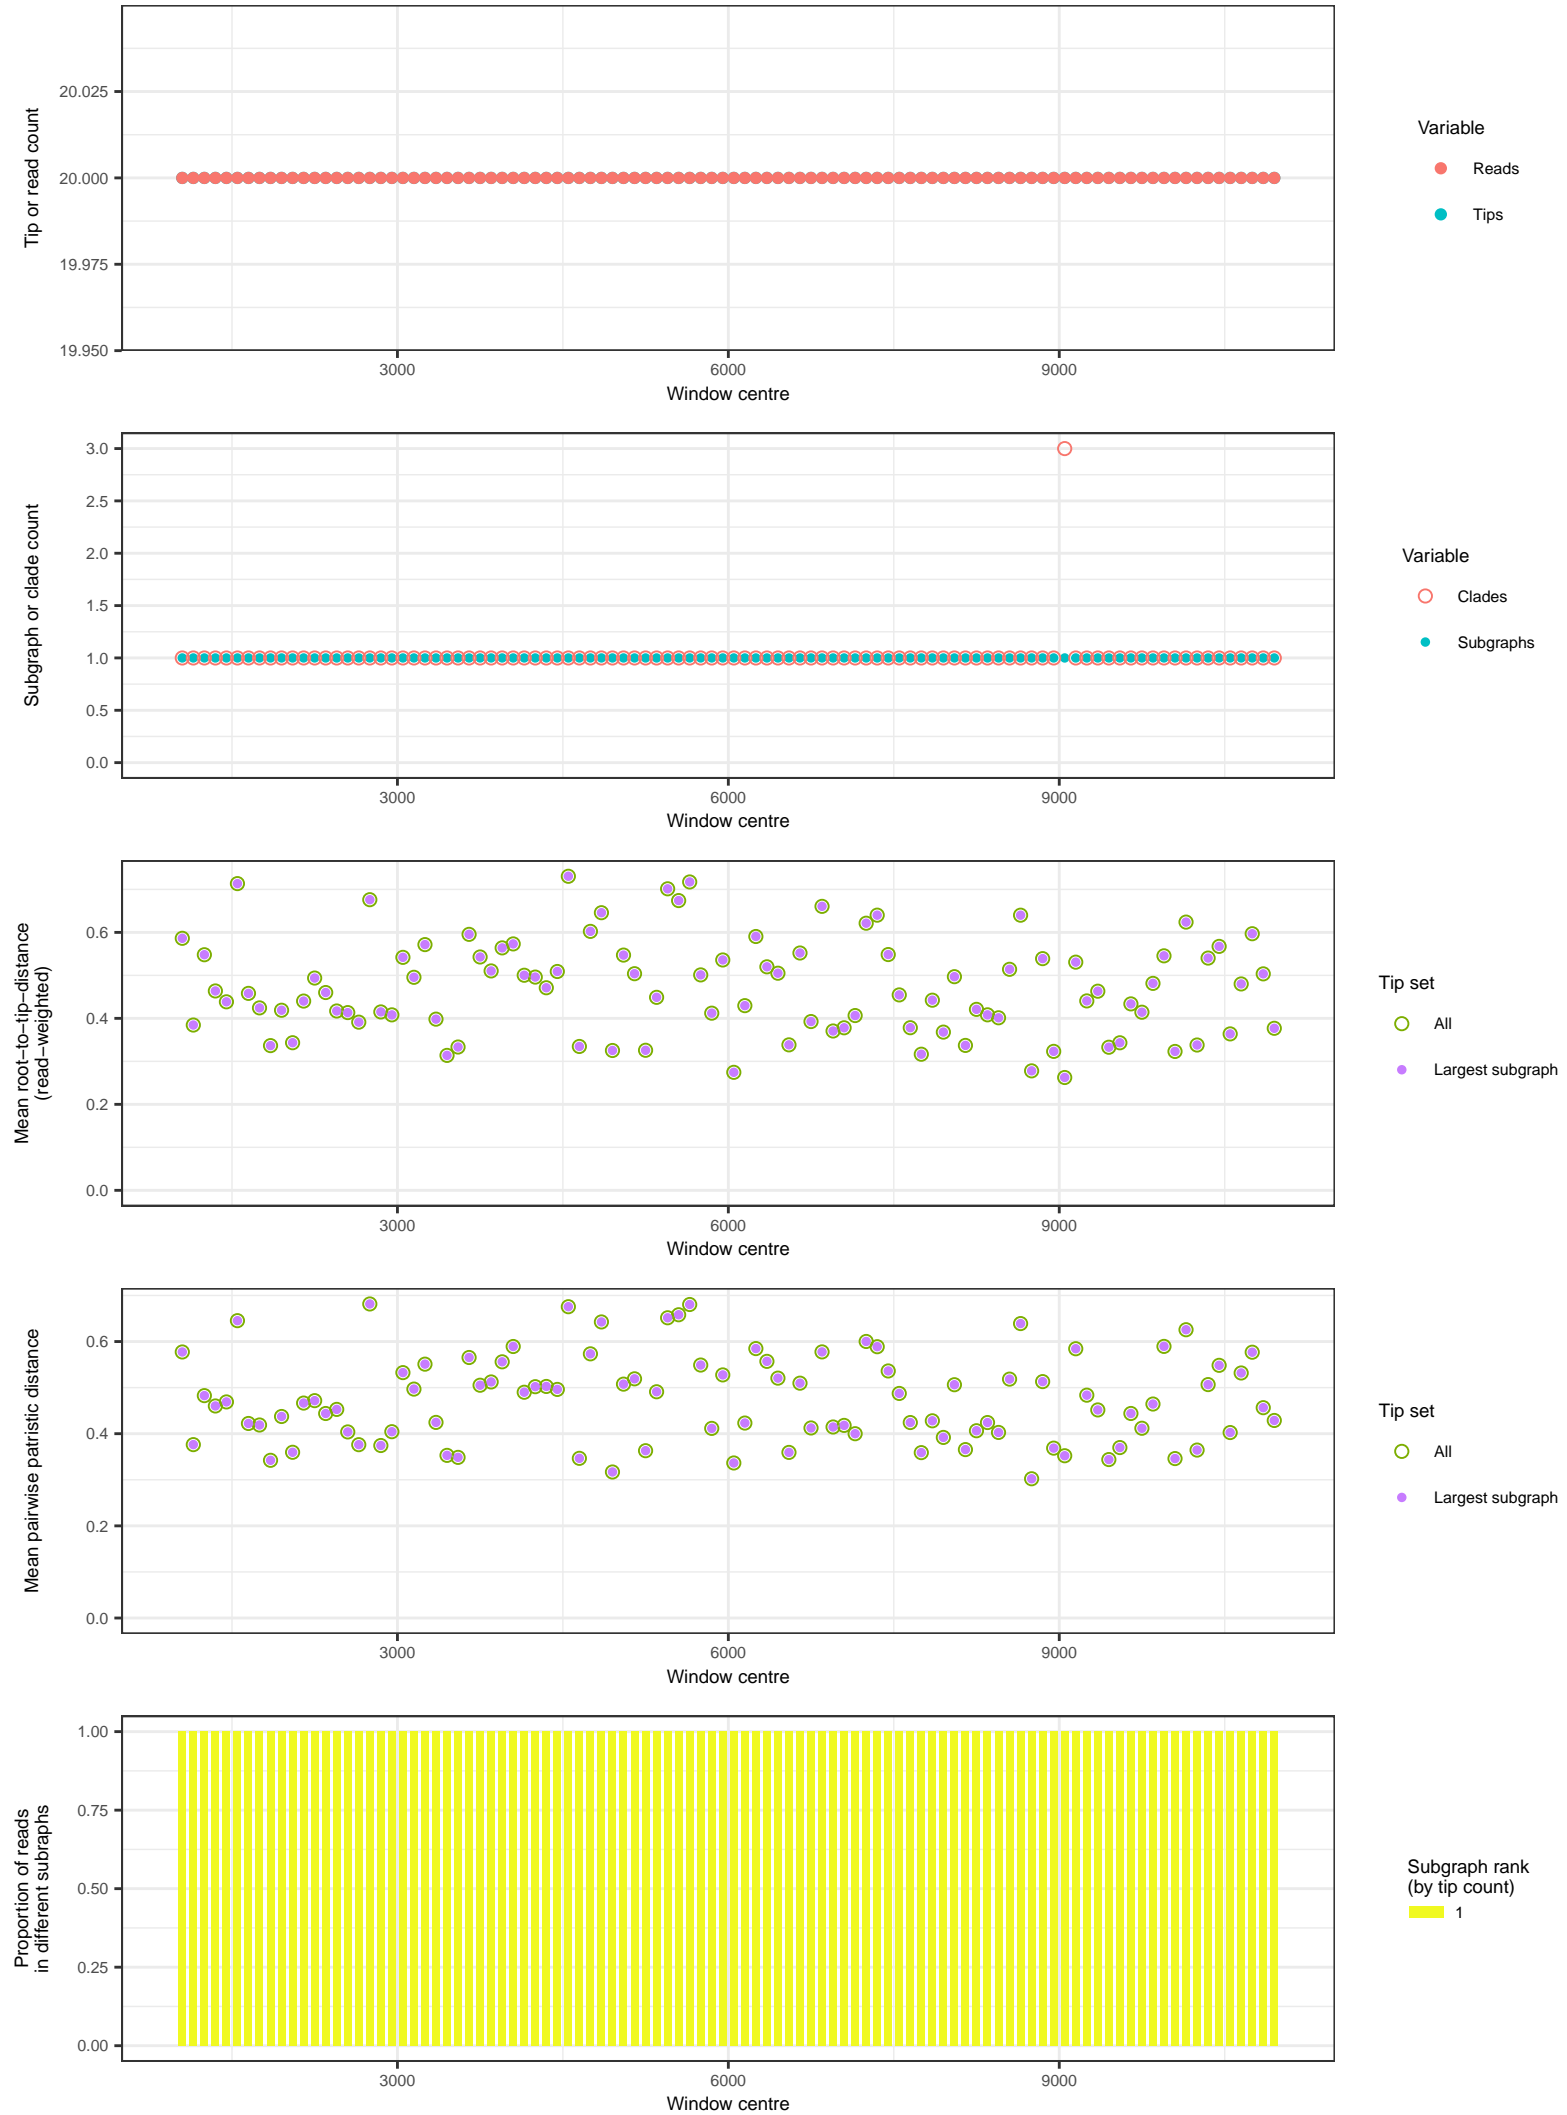 Tip or read count
20.025
20.000
19.975
19.950
3000
6000
9000
Window centre
Variable
Reads
Tips
Subgraph or clade count
3.0
2.5
2.0
1.5
1.0
0.5
0.0
3000
6000
9000
Window centre
Variable
Clades
Subgraphs
Mean root−to−tip−distance
(read−weighted)
0.6
0.4
0.2
0.0
3000
6000
9000
Window centre
Tip set
All
Largest subgraph
Mean pairwise patristic distance
0.6
0.4
0.2
0.0
3000
6000
9000
Window centre
Tip set
All
Largest subgraph
Proportion of reads
in different subraphs
1.00
0.75
0.50
0.25
0.00
3000
6000
9000
Window centre
Subgraph rank
(by tip count)
1